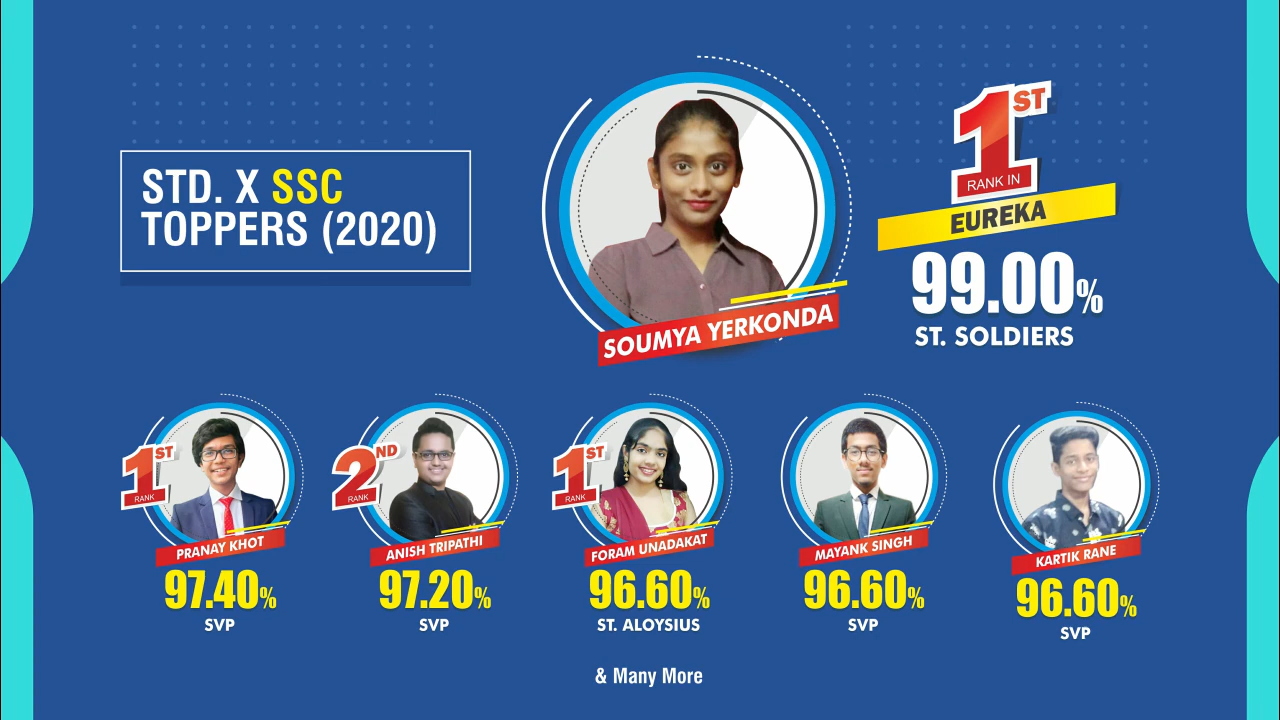 STD. X SSC
TOPPERS (2020)
SOUMYA YERKONDA
1ST
RANK IN
EUREKA
99.00%
ST. SOLDIERS
1ST
RANK
PRANAY KHOT
97.40%
SVP
2ND
RANK
ANISH TRIPATHI
97.20%
SVP
1ST
RANK
FORAM UNADAKAT
96.60%
ST. ALOYSIUS
MAYANK SINGH
96.60%
SVP
KARTIK RANE
96.60%
SVP
& Many More